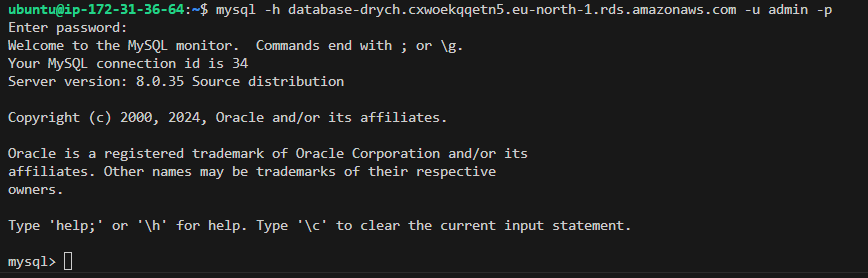 ubuntu@ip-172-31-36-64:~$ mysql -h database-drych.cxwoekqqetn5.eu-north-1.rds.amazonaws.com -u admin -p
Enter password:
Welcome to the MySQL monitor.  Commands end with ; or \g.
Your MySQL connection id is 34
Server version: 8.0.35 Source distribution
Copyright (c) 2000, 2024, Oracle and/or its affiliates.
Oracle is a registered trademark of Oracle Corporation and/or its
affiliates. Other names may be trademarks of their respective
owners.
Type 'help;' or '\h' for help. Type '\c' to clear the current input statement.
mysql>